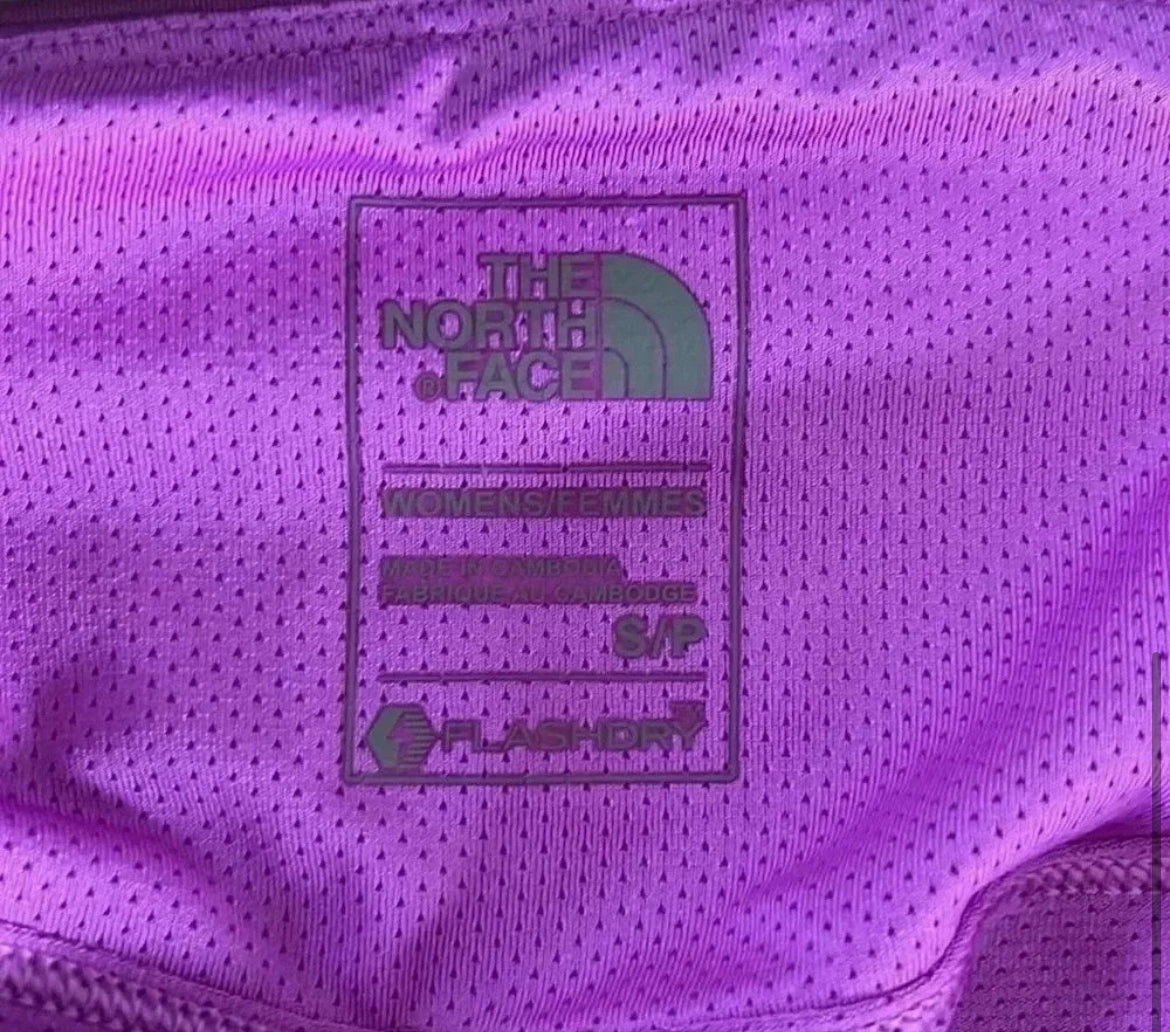 THE
NORTH
®FACE
WOMENS/FEMMES
MADE IN CAMBODIA
FABRIQUE AU CAMBODGE
S/P
FLASHDRY